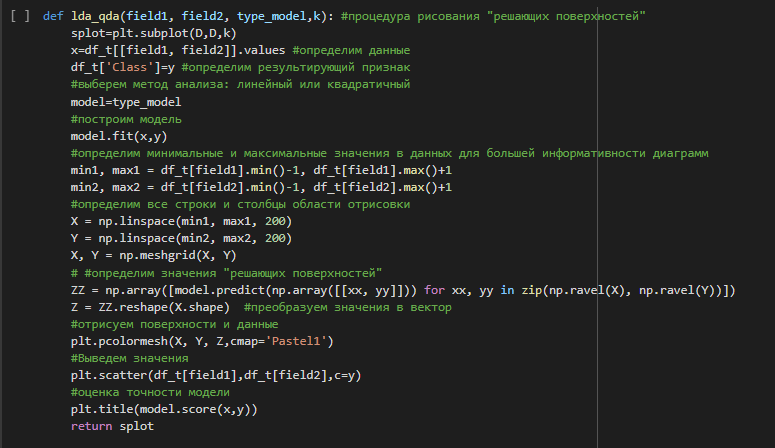 [ ] def lda_qda(field1, field2, type_model,k): #процедура рисования "решающих поверхностей"
splot=plt.subplot(D,D,k)
x=df_t[[field1, field2]].values #определим данные
df_t['Class']=y #определим результирующий признак
#выберем метод анализа: линейный или квадратичный
model=type_model
#построим модель
model.fit(x,y)
#определим минимальные и максимальные значения в данных для большей информативности диаграмм
min1, max1 = df_t[field1].min()-1, df_t[field1].max()+1
min2, max2 = df_t[field2].min()-1, df_t[field2].max()+1
#определим все строки и столбцы области отрисовки
X = np.linspace(min1, max1, 200)
Y = np.linspace(min2, max2, 200)
X, Y = np.meshgrid(X, Y)
# #определим значения "решающих поверхностей"
ZZ = np.array([model.predict(np.array([[xx, yy]])) for xx, yy in zip(np.ravel(X), np.ravel(Y))])
Z = ZZ.reshape(X.shape)  #преобразуем значения в вектор
#отрисуем поверхности и данные
plt.pcolormesh(X, Y, Z,cmap='Pastel1')
#Выведем значения
plt.scatter(df_t[field1],df_t[field2],c=y)
#оценка точности модели
plt.title(model.score(x,y))
return splot